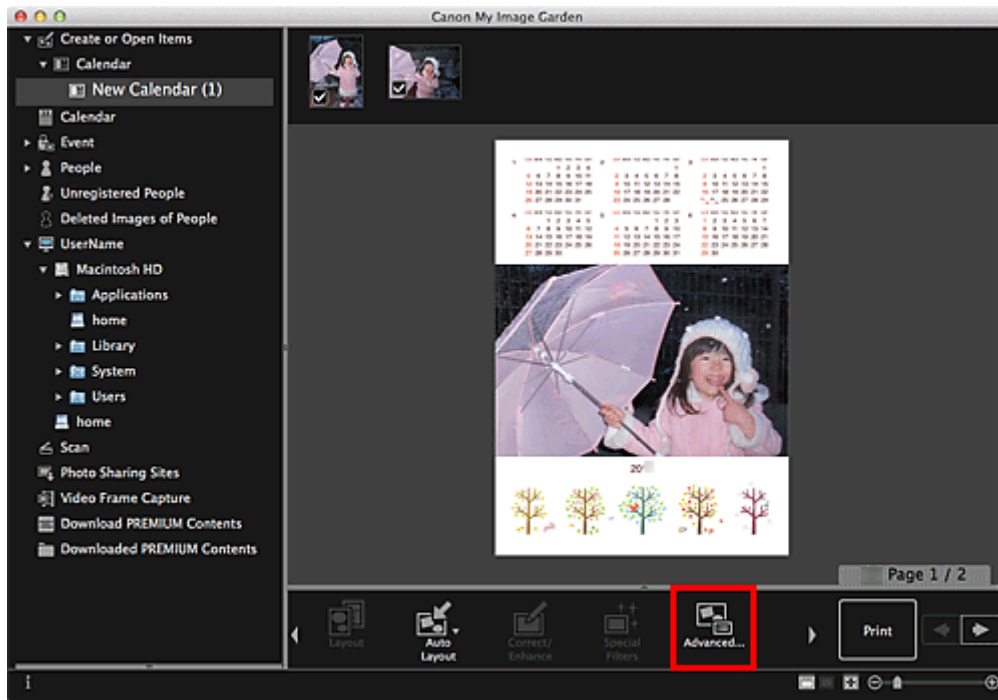 Canon My Image Garden
Create or Open Items
Calendar
New Calendar (1)
Calendar
Event
People
Unregistered People
Deleted Images of People
UserName
Macintosh HD
Applications
home
Library
System
Users
home
Scan
Photo Sharing Sites
Video Frame Capture
Download PREMIUM Contents
Downloaded PREMIUM Contents
20
Page 1 / 2
Layout
Auto
Layout
Correct/
Enhance
Special
Filters
Advanced...
Print
i